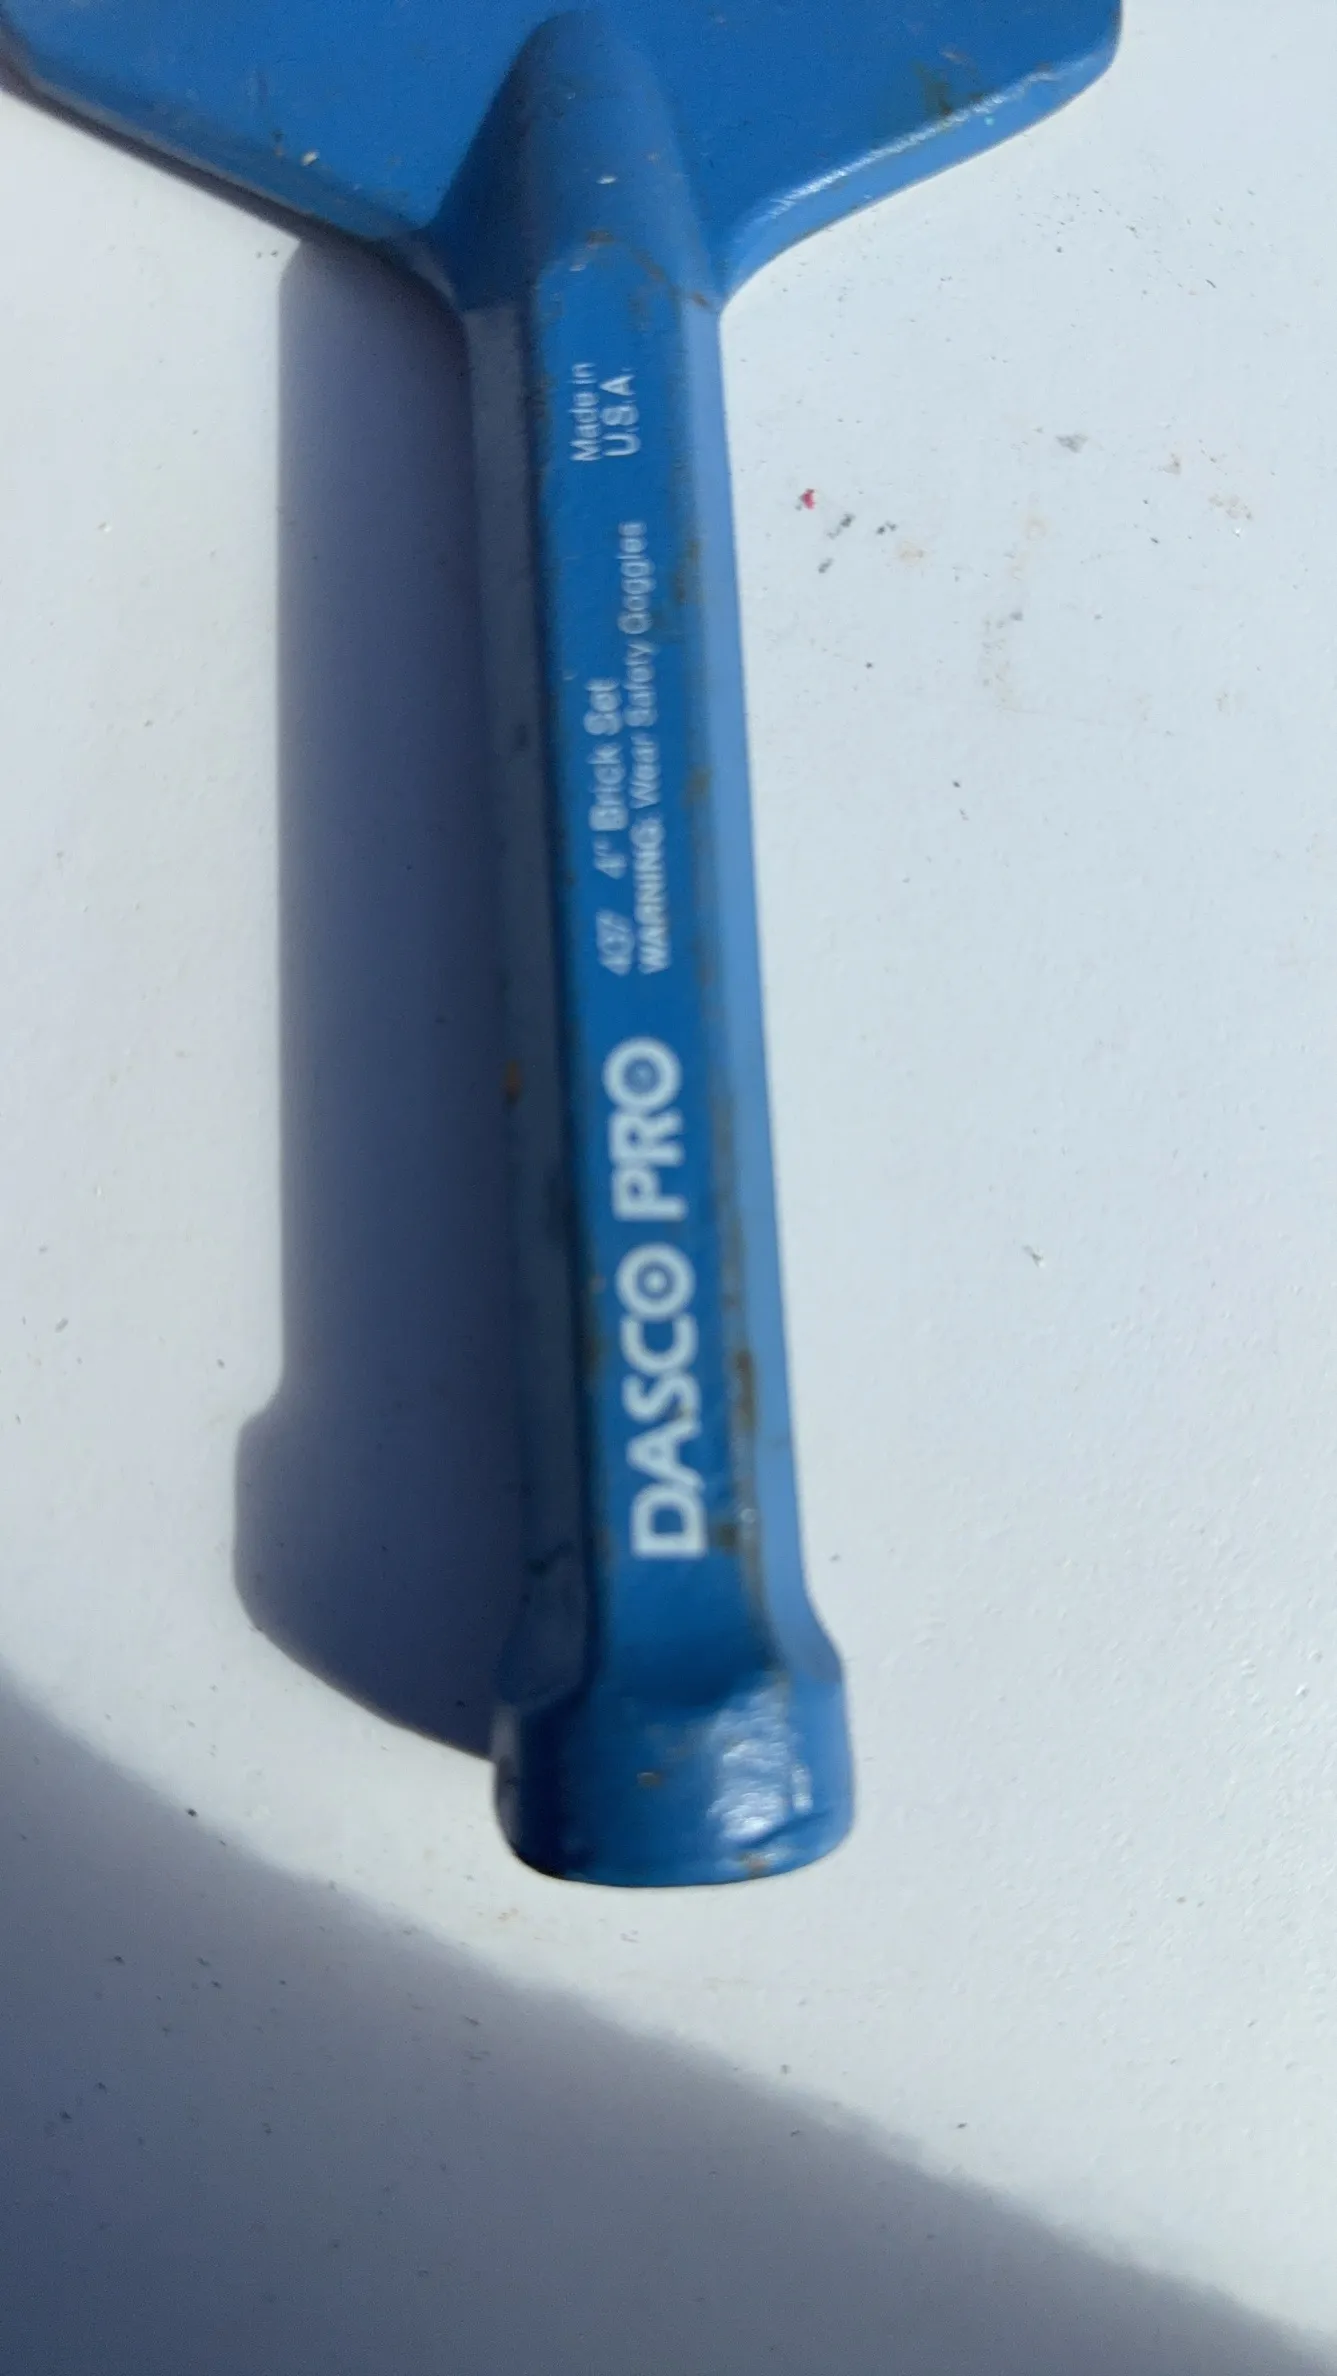 DASCO PRO
437 4" Brick Set
WARNING: Wear Safety Goggles
Made in
U.S.A.